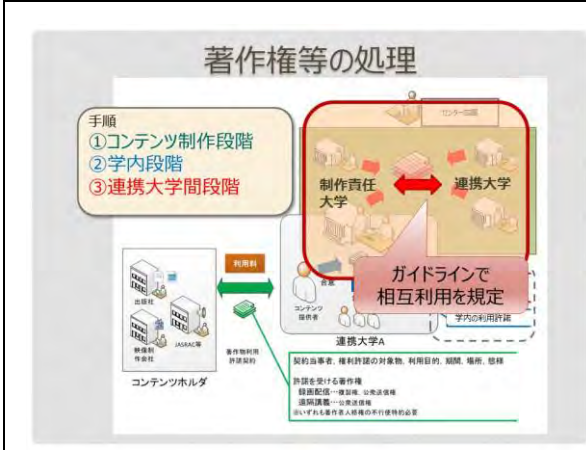 著作権等の処理
手順
①コンテンツ制作段階
②学内段階
③連携大学間段階
制作責任
大学
連携大学
ガイドラインで
相互利用を規定
利用料
合意
コンテンツ
提供者
学内の利用許諾
連携大学A
出版社
JASRAC等
映像制
作会社
コンテンツホルダ
著作物利用
許諾契約
契約当事者、権利許諾の対象物、利用目的、期間、場所、態様
許諾を受ける著作権
録画配信…複製権、公衆送信権
遠隔講義…公衆送信権
※いずれも著作者人格権の不行使特約必要